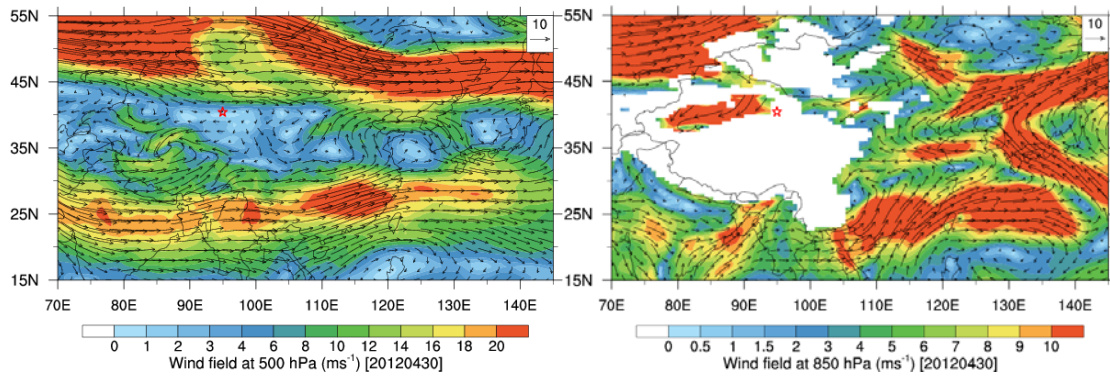 55N
45N
35N
25N
15N
10
70E 80E 90E 100E 110E 120E 130E 140E
0 1 2 3 4 6 8 10 12 14 16 18 20
Wind field at 500 hPa (ms⁻¹) [20120430]
55N
45N
35N
25N
15N
10
70E 80E 90E 100E 110E 120E 130E 140E
0 0.5 1 1.5 2 3 4 5 6 7 8 9 10
Wind field at 850 hPa (ms⁻¹) [20120430]